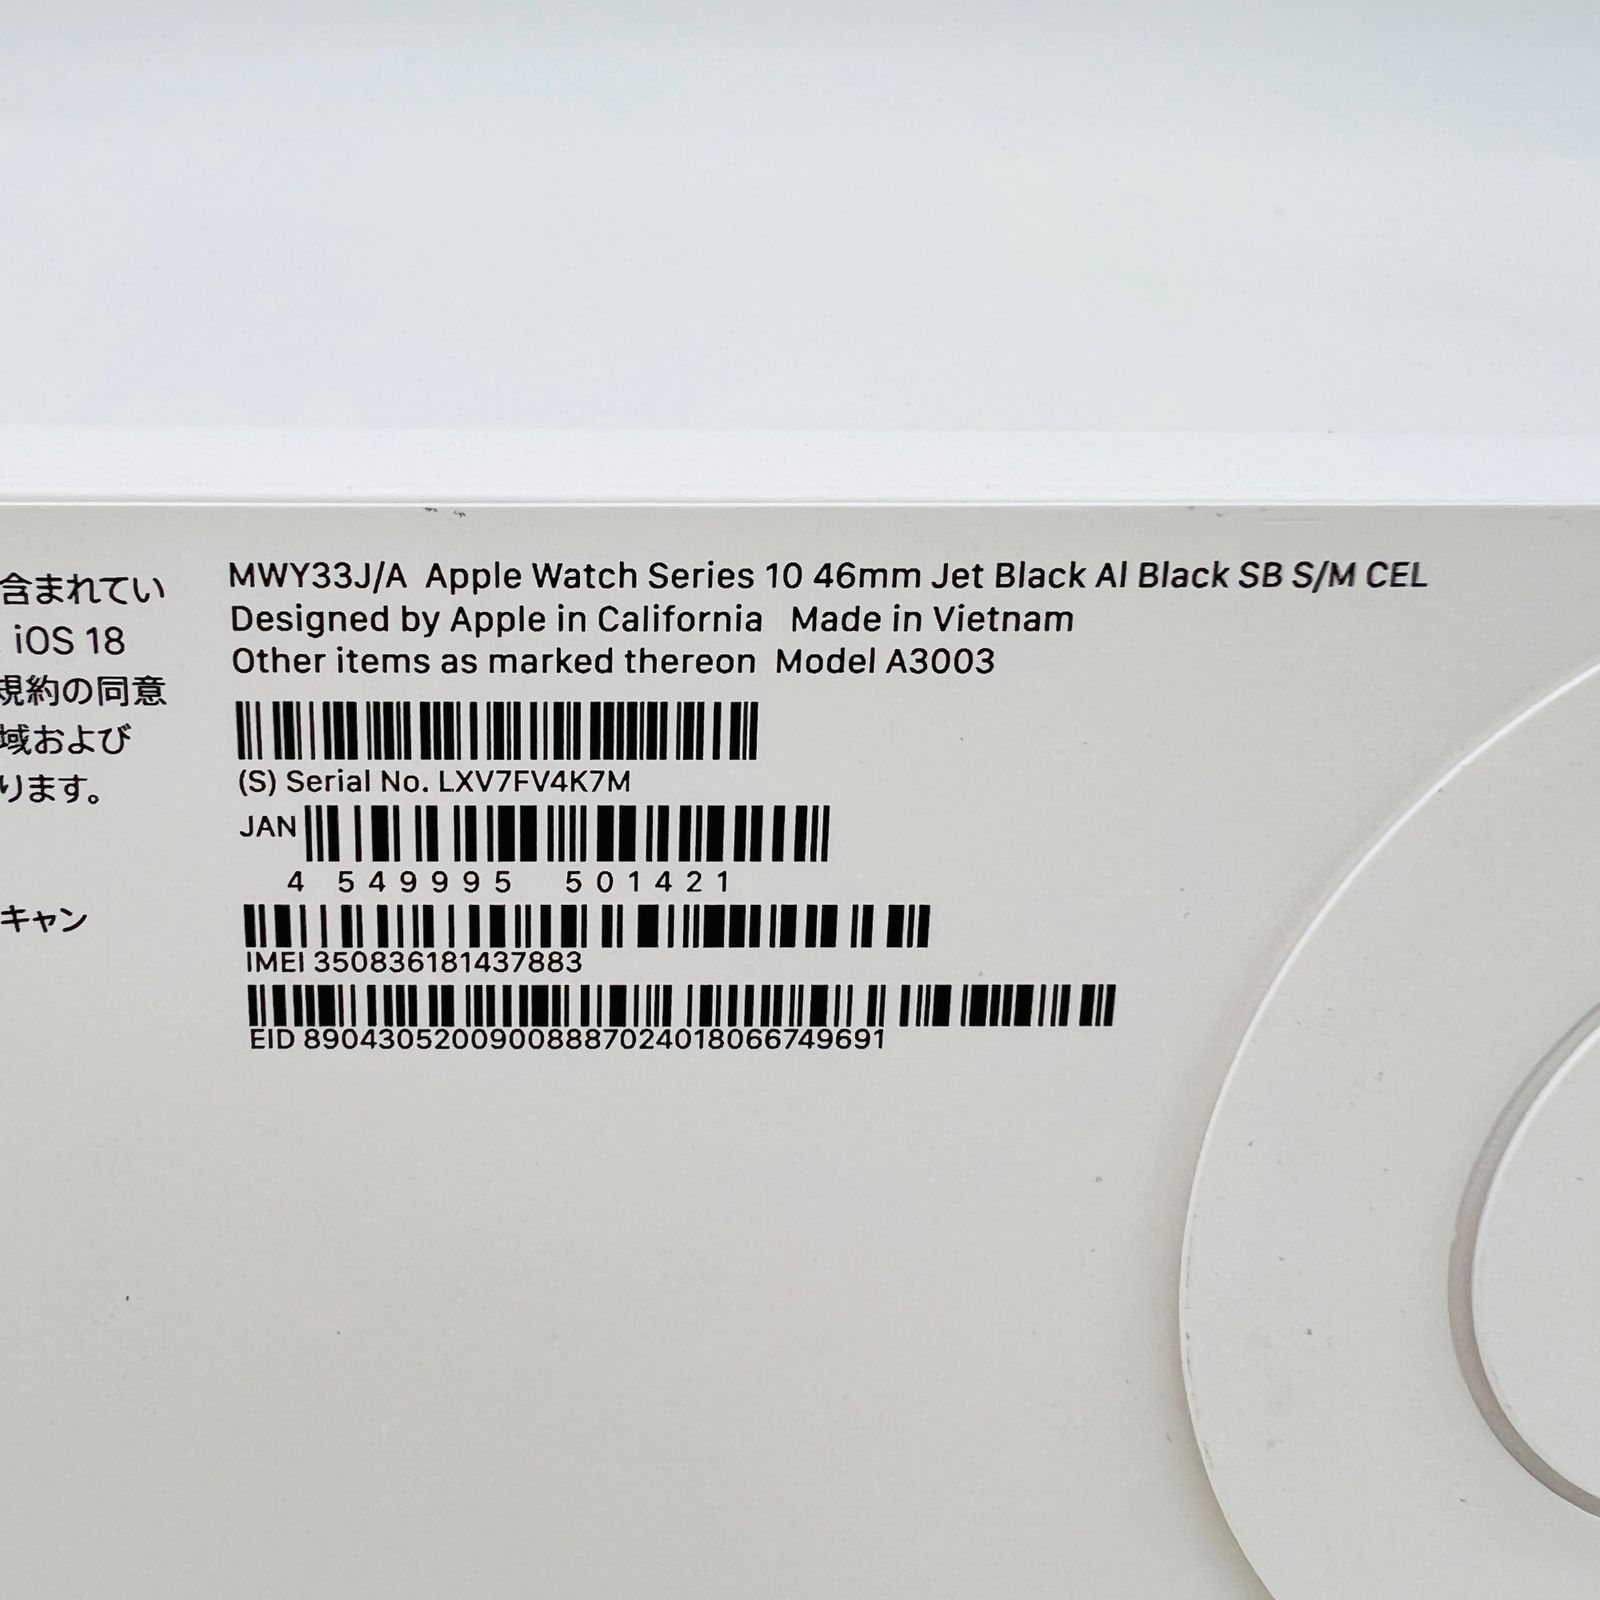 含まれてい
iOS 18
規約の同意
域および
ります。
キャン
MWY33J/A Apple Watch Series 10 46mm Jet Black Al Black SB S/M CEL
Designed by Apple in California Made in Vietnam
Other items as marked thereon Model A3003
(S) Serial No. LXV7FV4K7M
JAN
4 549995 501421
IMEI 350836181437883
EID 89043052009008887024018066749691